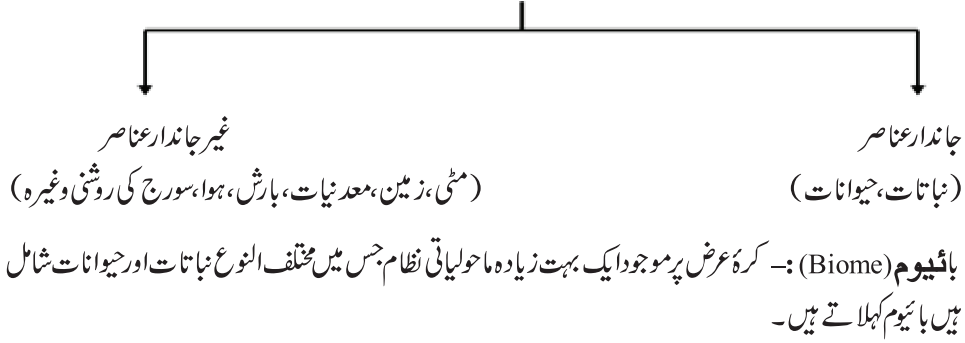 جاندار عناصر
غیر جاندار عناصر
(نباتات، حیوانات)
(مٹی، زمین، معدنیات، بارش، ہوا، سورج کی روشنی وغیرہ)
بائیوم (Biome) :– کرۂ عرض پر موجود ایک بہت زیادہ ماحولیاتی نظام جس میں مختلف النوع نباتات اور حیوانات شامل
ہیں بائیوم کہلاتے ہیں۔